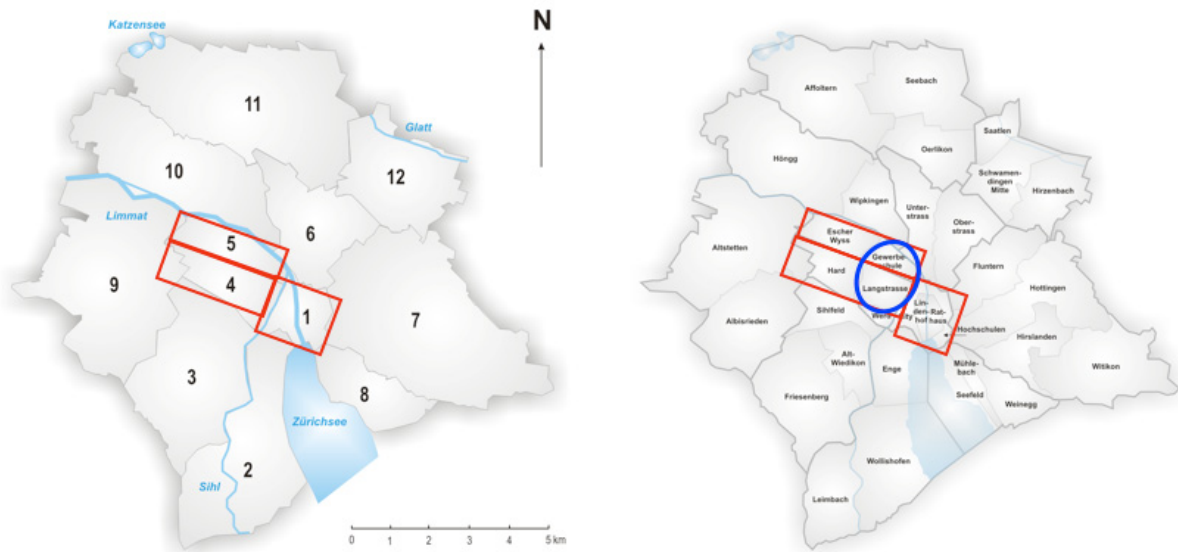 Katzensee
N
11
Glatt
10
12
Limmat
5
6
9
4
1
7
3
8
Zürichsee
2
Sihl
0 1 2 3 4 5 km
Seebach
Affoltern
Saatlen
Oerlikon
Höngg
Schwamen-
dingen
Mitte
Hirzenbach
Wipkingen
Unter-
strass
Ober-
strass
Escher
Wyss
Altstetten
Gewerbe
schule
Fluntern
Hard
Langstrasse
Hottingen
Lin-
den-
hof
Rat-
haus
Sihlfeld
Albisrieden
Hochschulen
Hirslanden
Alt-
Wiedikon
Enge
Mühle-
bach
Witikon
Friesenberg
Seefeld
Weinegg
Wollishofen
Leimbach